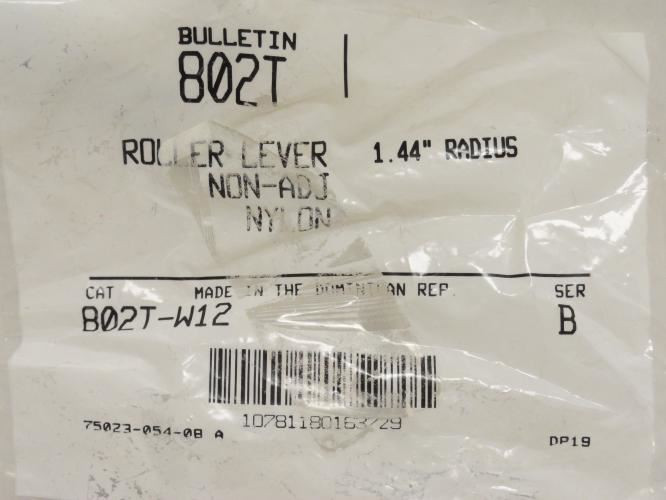 BULLETIN
802T
ROLLER LEVER 1.44" RADIUS
NON-ADJ
NYLON
CAT MADE IN THE DOMINICAN REP. SER
802T-W12 B
10781180163729
75023-054-08 A DP19